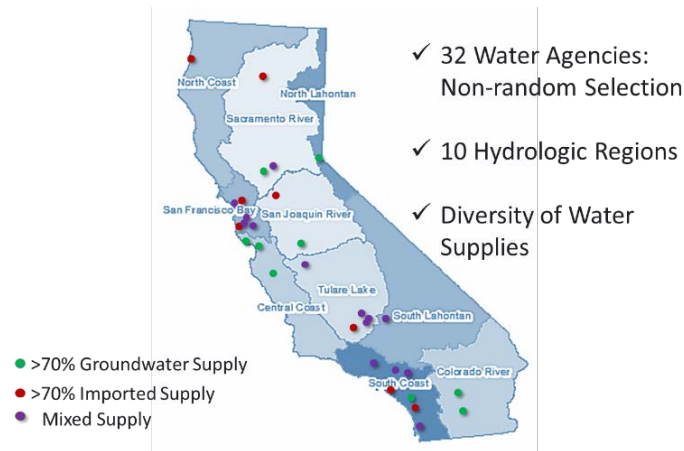 ✓ 32 Water Agencies:
Non-random Selection
✓ 10 Hydrologic Regions
✓ Diversity of Water
Supplies
North Coast
North Lahontan
Sacramento River
San Francisco Bay
San Joaquin River
Tulare Lake
Central Coast
South Lahontan
Colorado River
South Coast
>70% Groundwater Supply
>70% Imported Supply
Mixed Supply